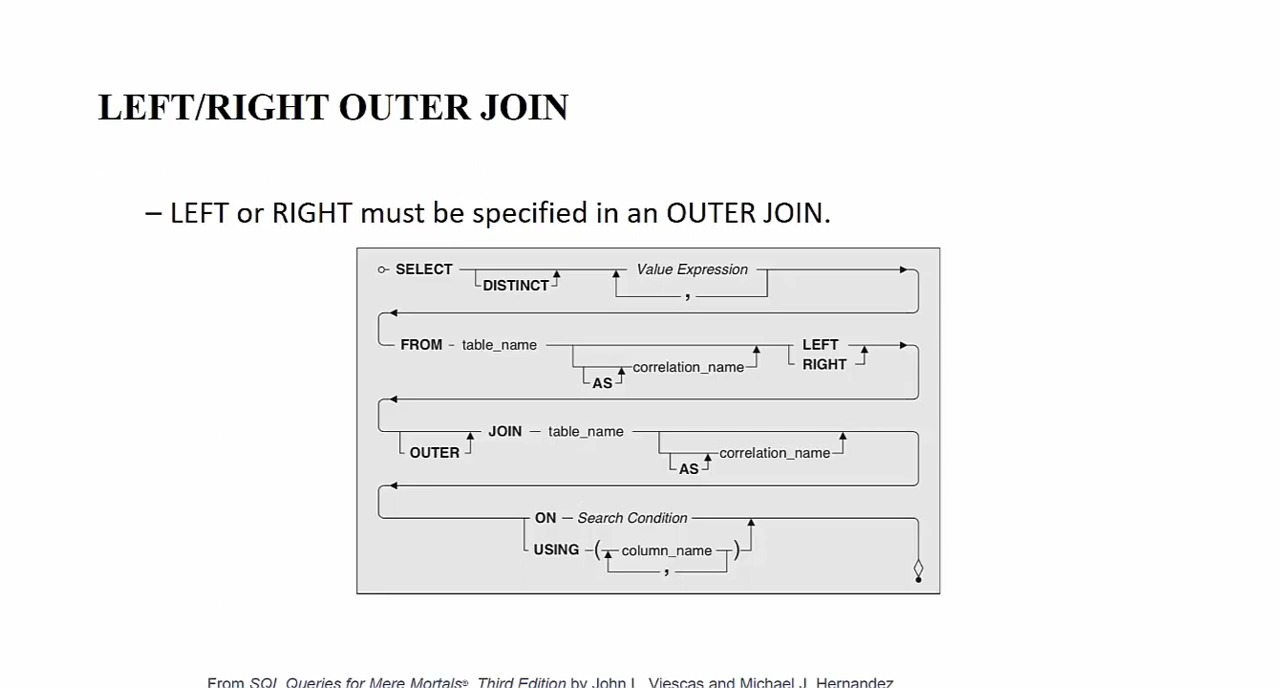 LEFT/RIGHT OUTER JOIN
– LEFT or RIGHT must be specified in an OUTER JOIN.
SELECT Value Expression
DISTINCT ,
FROM table_name LEFT
correlation_name RIGHT
AS
JOIN table_name
OUTER correlation_name
AS
ON Search Condition
USING ( column_name )
,
From SQL Queries for Mere Mortals®, Third Edition by John L. Viescas and Michael J. Hernandez